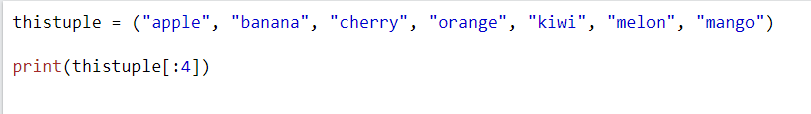 thistuple = ("apple", "banana", "cherry", "orange", "kiwi", "melon", "mango")
print(thistuple[:4])